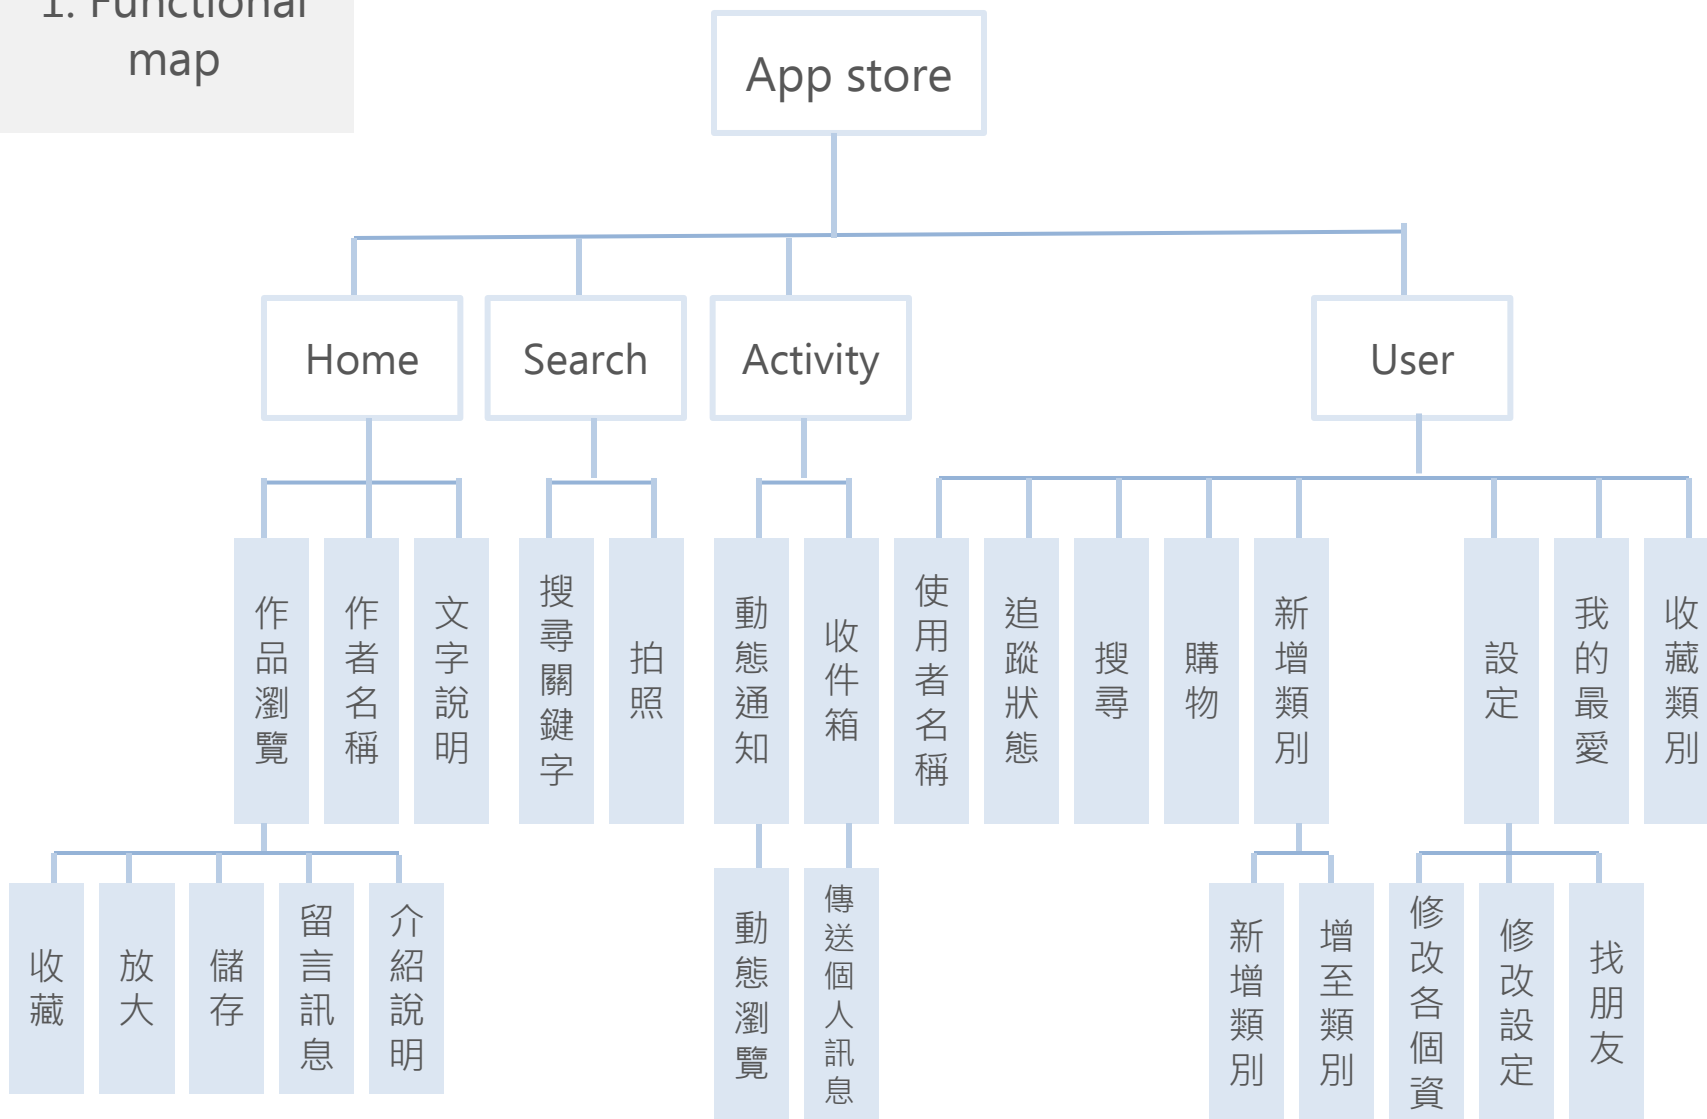 1. Functional
map
App store
Home
Search
Activity
User
作品瀏覽
作者名稱
文字說明
搜尋關鍵字
拍照
動態通知
收件箱
使用者名稱
追蹤狀態
搜尋
購物
新增類別
設定
我的最愛
收藏類別
收藏
放大
儲存
留言訊息
介紹說明
動態瀏覽
傳送個人訊息
新增類別
增至類別
修改各個資
修改設定
找朋友